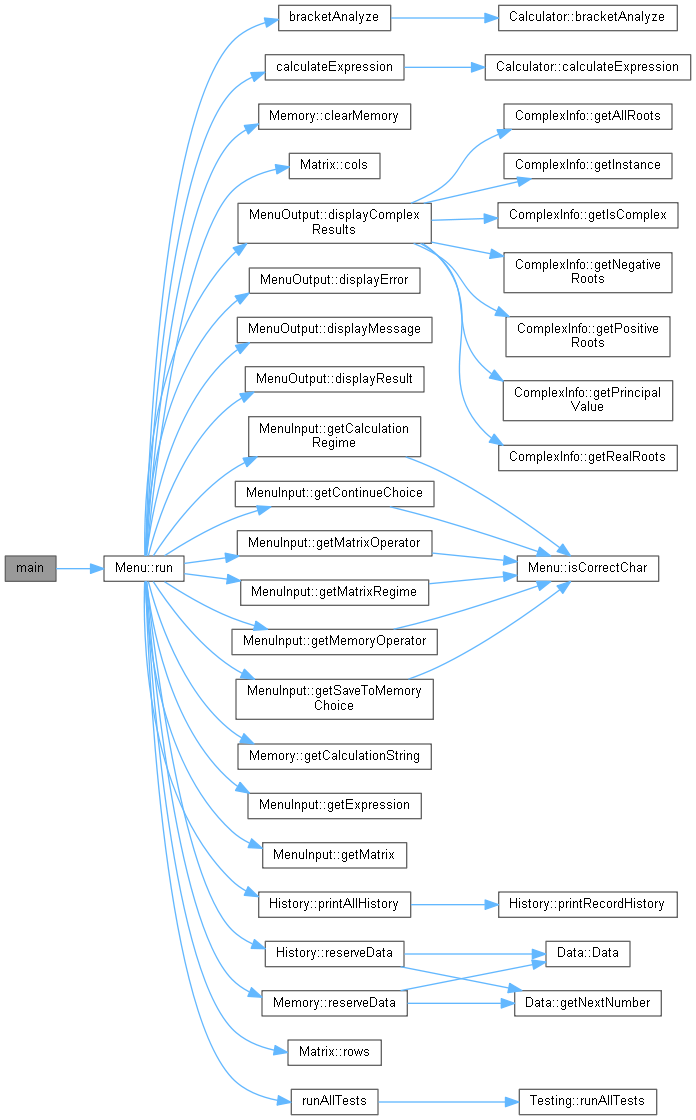 bracketAnalyze
Calculator::bracketAnalyze
calculateExpression
Calculator::calculateExpression
Memory::clearMemory
ComplexInfo::getAllRoots
Matrix::cols
ComplexInfo::getInstance
MenuOutput::displayComplex
Results
ComplexInfo::getIsComplex
MenuOutput::displayError
ComplexInfo::getNegative
Roots
MenuOutput::displayMessage
ComplexInfo::getPositive
Roots
MenuOutput::displayResult
ComplexInfo::getPrincipal
Value
MenuInput::getCalculation
Regime
ComplexInfo::getRealRoots
MenuInput::getContinueChoice
MenuInput::getMatrixOperator
main
Menu::run
Menu::isCorrectChar
MenuInput::getMatrixRegime
MenuInput::getMemoryOperator
MenuInput::getSaveToMemory
Choice
Memory::getCalculationString
MenuInput::getExpression
MenuInput::getMatrix
History::printAllHistory
History::printRecordHistory
History::reserveData
Data::Data
Memory::reserveData
Data::getNextNumber
Matrix::rows
runAllTests
Testing::runAllTests